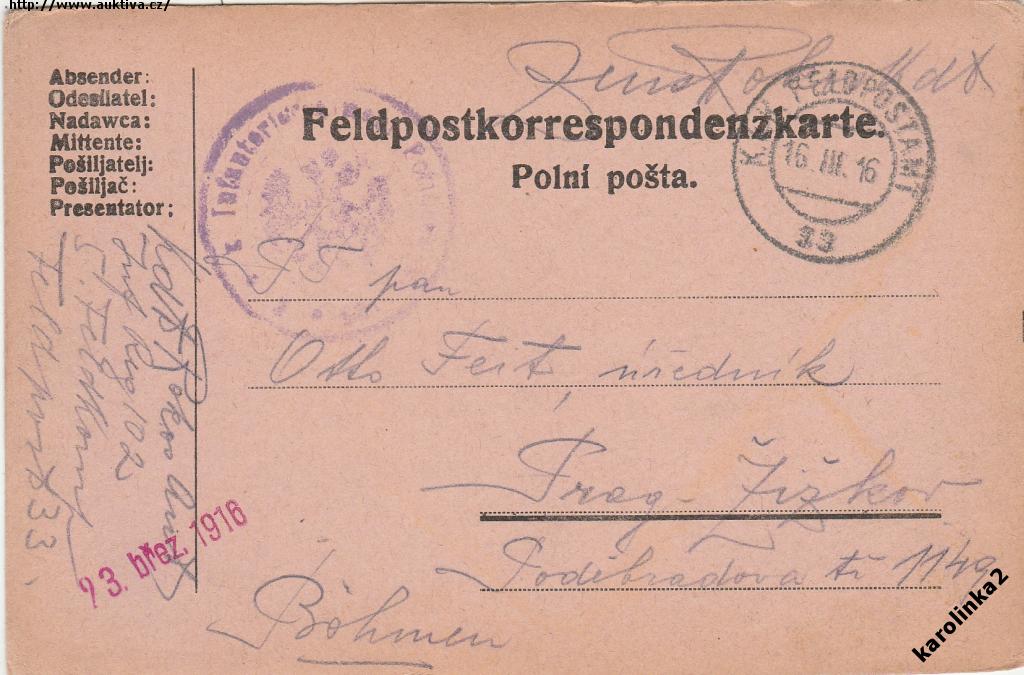 http://www.auktiva.cz/
Absender:
Odesilatel:
Nadawca:
Mittente:
Pošiljatelj:
Pošiljač:
Presentator:
Feldpostkorrespondenzkarte.
Polní pošta.
K. FELDPOSTAMT
16. III. 16
33
pan
Otto Feit, úředník
Prag-Žižkov
Poděbradova tř 1149
Böhmen
Inf Reg 102
5. Feldkomp
Feldpost 33.
23. břez. 1916
karolinka2